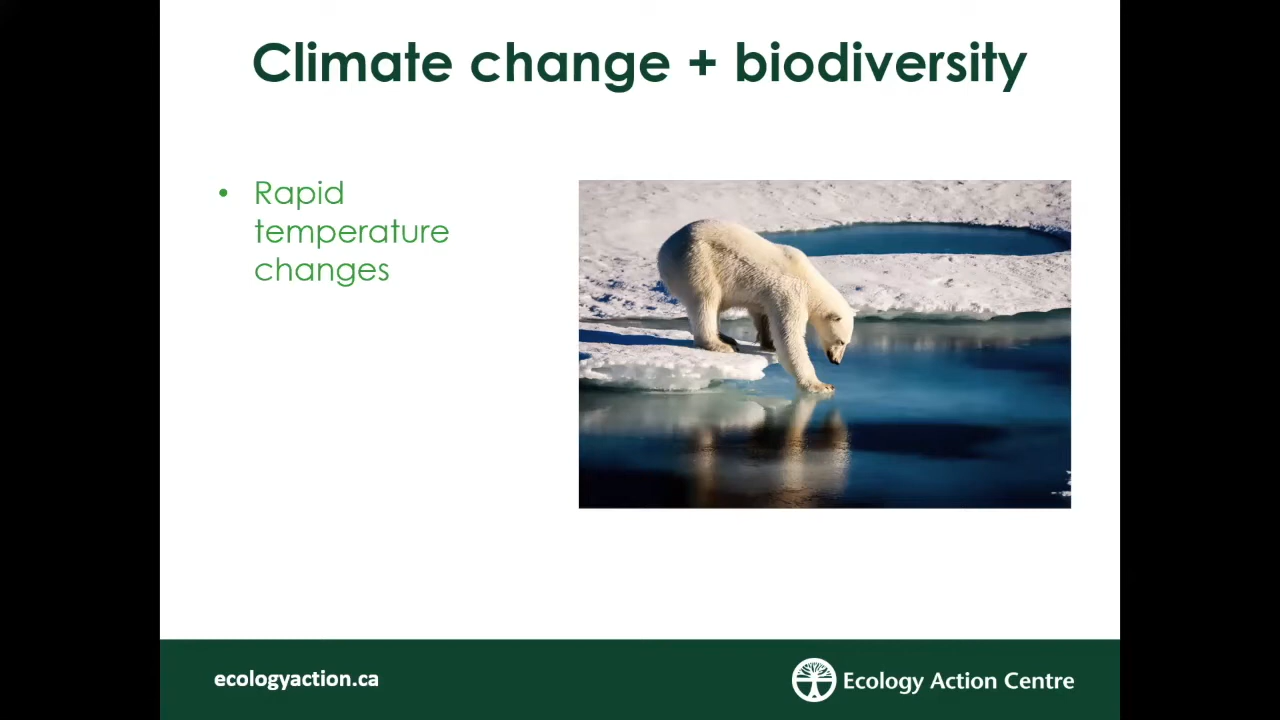 Climate change + biodiversity
• Rapid
temperature
changes
ecologyaction.ca
Ecology Action Centre